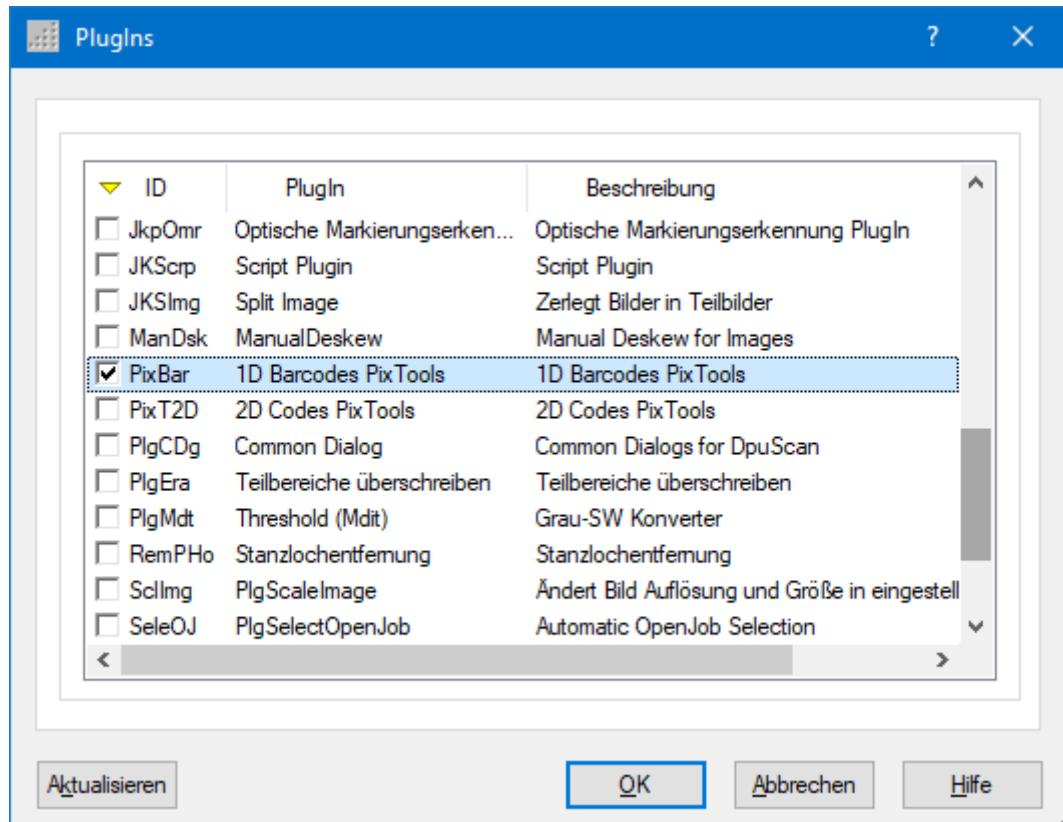 PlugIns ?
ID PlugIn Beschreibung
JkpOmr Optische Markierungserken... Optische Markierungserkennung PlugIn
JKScrp Script Plugin Script Plugin
JKSImg Split Image Zerlegt Bilder in Teilbilder
ManDsk ManualDeskew Manual Deskew for Images
PixBar 1D Barcodes PixTools 1D Barcodes PixTools
PixT2D 2D Codes PixTools 2D Codes PixTools
PlgCDg Common Dialog Common Dialogs for DpuScan
PlgEra Teilbereiche überschreiben Teilbereiche überschreiben
PlgMdt Threshold (Mdit) Grau-SW Konverter
RemPHo Stanzlochentfernung Stanzlochentfernung
SclImg PlgScaleImage Ändert Bild Auflösung und Größe in eingestell
SeleOJ PlgSelectOpenJob Automatic OpenJob Selection
Aktualisieren OK Abbrechen Hilfe